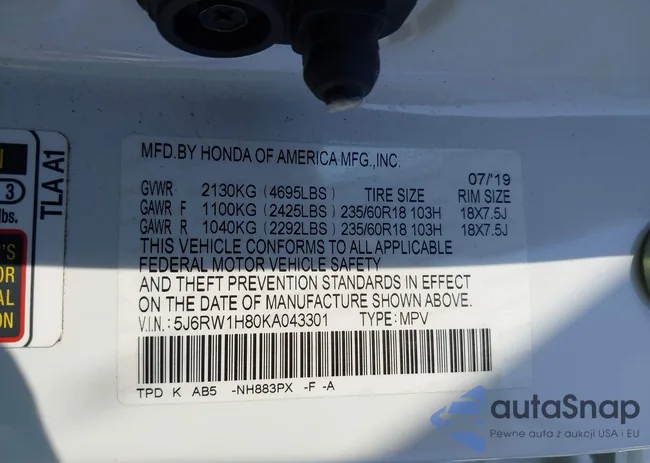 MFD.BY HONDA OF AMERICA MFG.,INC.
07/'19
GVWR 2130KG (4695LBS) TIRE SIZE RIM SIZE
GAWR F 1100KG (2425LBS) 235/60R18 103H 18X7.5J
GAWR R 1040KG (2292LBS) 235/60R18 103H 18X7.5J
THIS VEHICLE CONFORMS TO ALL APPLICABLE
FEDERAL MOTOR VEHICLE SAFETY
AND THEFT PREVENTION STANDARDS IN EFFECT
ON THE DATE OF MANUFACTURE SHOWN ABOVE.
V.I.N.: 5J6RW1H80KA043301 TYPE:MPV
TPD K AB5 -NH883PX -F -A
TLA A1
3
lbs.
autaSnap
Pewne auta z aukcji USA i EU